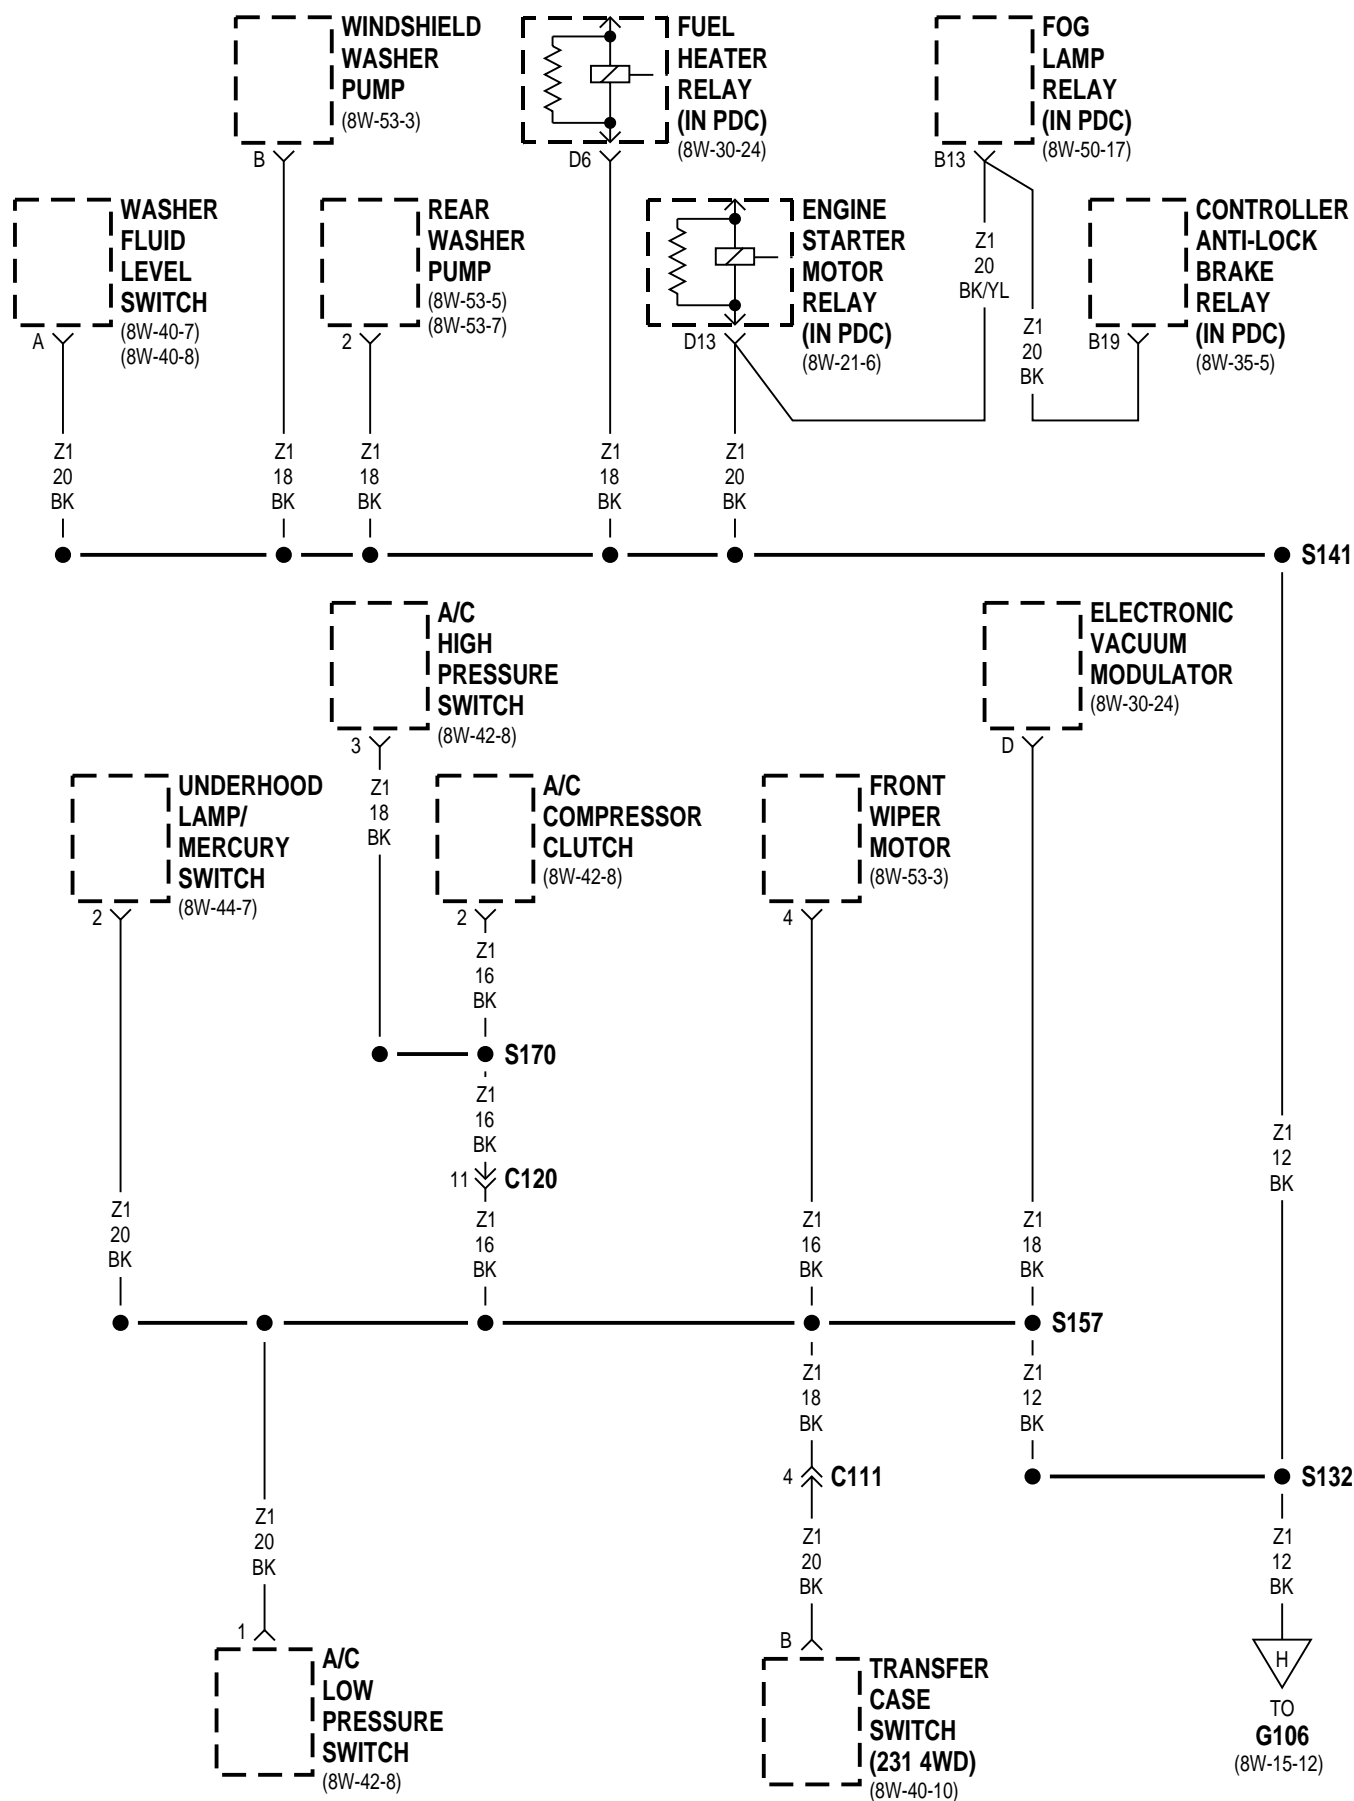 WINDSHIELD
WASHER
PUMP
(8W-53-3)
B
FUEL
HEATER
RELAY
(IN PDC)
(8W-30-24)
D6
FOG
LAMP
RELAY
(IN PDC)
(8W-50-17)
B13
WASHER
FLUID
LEVEL
SWITCH
(8W-40-7)
(8W-40-8)
A
REAR
WASHER
PUMP
(8W-53-5)
(8W-53-7)
2
ENGINE
STARTER
MOTOR
RELAY
(IN PDC)
(8W-21-6)
D13
Z1
20
BK/YL
Z1
20
BK
CONTROLLER
ANTI-LOCK
BRAKE
RELAY
(IN PDC)
(8W-35-5)
B19
Z1
20
BK
Z1
18
BK
Z1
18
BK
Z1
18
BK
Z1
20
BK
S141
A/C
HIGH
PRESSURE
SWITCH
(8W-42-8)
3
Z1
18
BK
ELECTRONIC
VACUUM
MODULATOR
(8W-30-24)
D
UNDERHOOD
LAMP/
MERCURY
SWITCH
(8W-44-7)
2
A/C
COMPRESSOR
CLUTCH
(8W-42-8)
2
Z1
16
BK
FRONT
WIPER
MOTOR
(8W-53-3)
4
S170
Z1
16
BK
11
C120
Z1
12
BK
Z1
20
BK
Z1
16
BK
Z1
16
BK
Z1
18
BK
S157
Z1
18
BK
Z1
12
BK
4
C111
S132
Z1
20
BK
Z1
20
BK
Z1
12
BK
1
A/C
LOW
PRESSURE
SWITCH
(8W-42-8)
B
TRANSFER
CASE
SWITCH
(231 4WD)
(8W-40-10)
H
TO
G106
(8W-15-12)